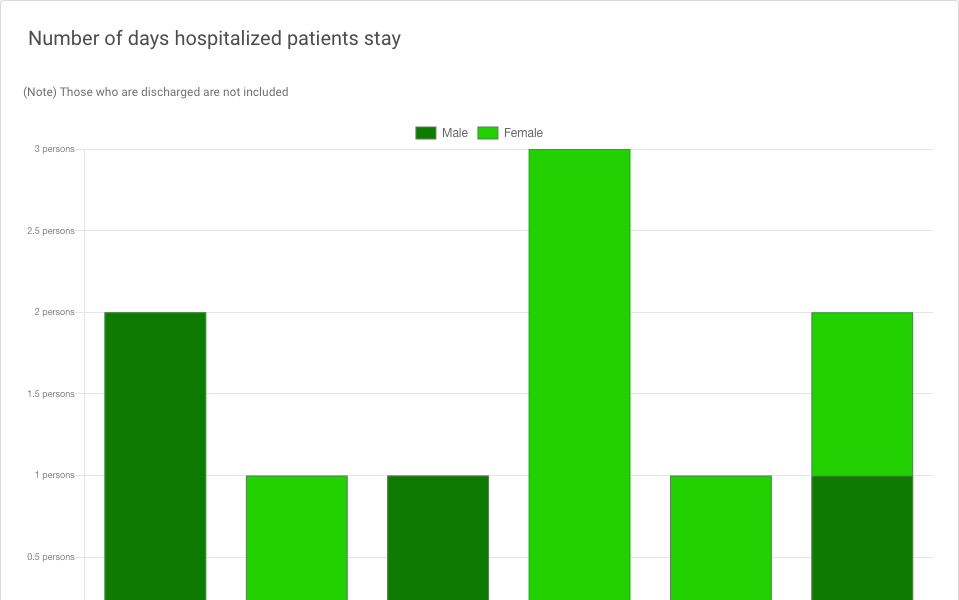 Number of days hospitalized patients stay
(Note) Those who are discharged are not included
Male Female
3 persons
2.5 persons
2 persons
1.5 persons
1 persons
0.5 persons